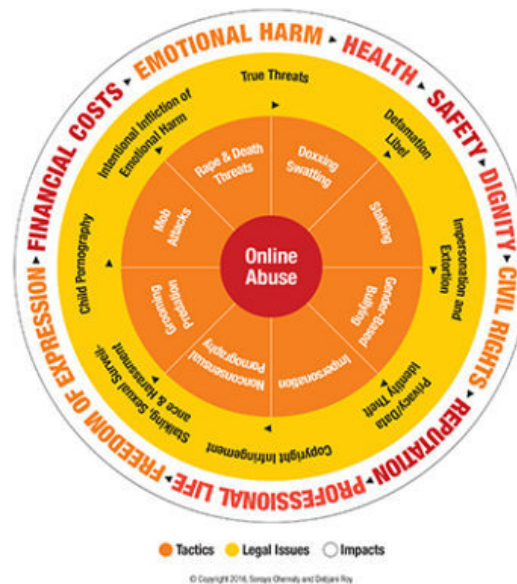 EMOTIONAL HARM
HEALTH
SAFETY
DIGNITY
CIVIL RIGHTS
REPUTATION
PROFESSIONAL LIFE
FREEDOM OF EXPRESSION
FINANCIAL COSTS
True Threats
Defamation
Libel
Impersonation and
Extortion
Privacy/Data
Identity Theft
Copyright Infringement
Stalking, Sexual Surveil-
ance & Harassment
Child Pornography
Intentional Infliction of
Emotional Harm
Rape & Death
Threats
Doxxing
Swatting
Stalking
Gender-Based
Bullying
Impersonation
Nonconsensual
Pornography
Grooming
Predation
Mob
Attacks
Online
Abuse
Tactics
Legal Issues
Impacts
© Copyright 2016, Soraya Chemaly and Debjani Roy